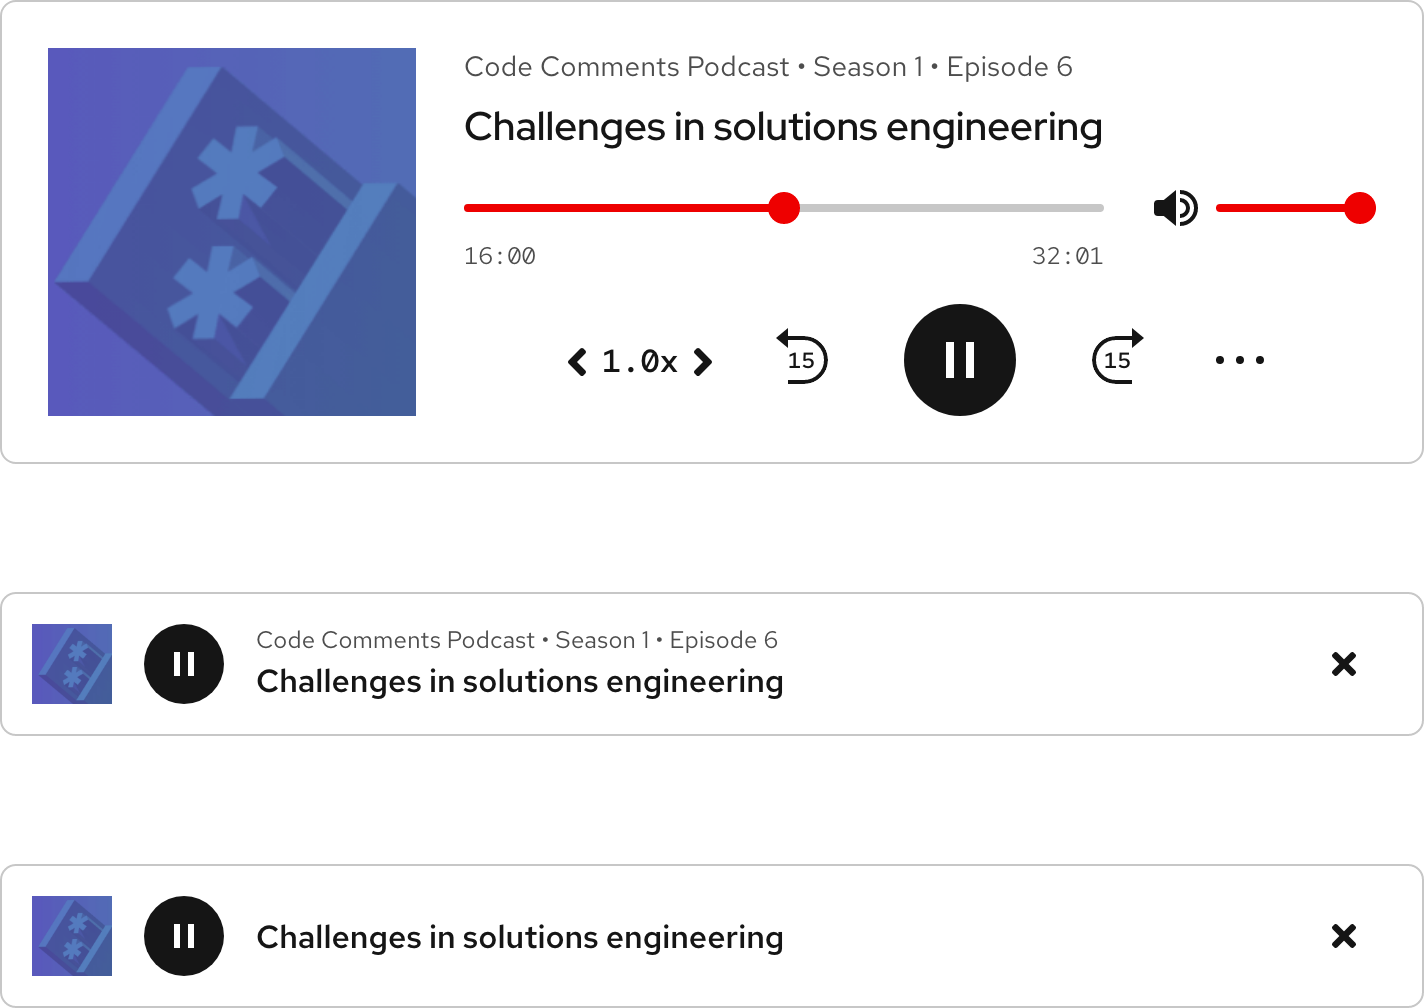 Code Comments Podcast • Season 1 • Episode 6
Challenges in solutions engineering
16:00 32:01
1.0x 15 15
Code Comments Podcast • Season 1 • Episode 6
Challenges in solutions engineering
Challenges in solutions engineering